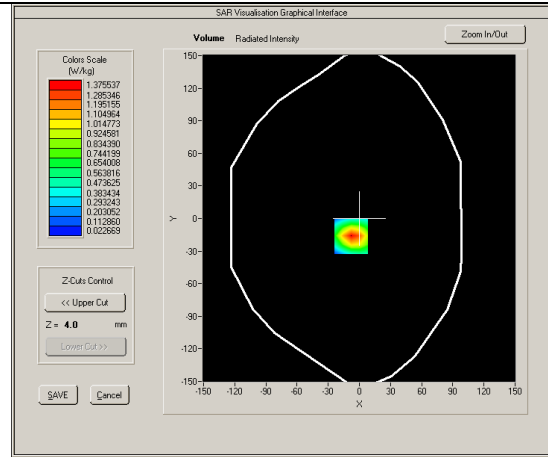 SAR Visualisation Graphical Interface
Volume Radiated Intensity
Zoom In/Out
Colors Scale
(W/kg)
1.375537
1.285346
1.195155
1.104964
1.014773
0.924581
0.834390
0.744199
0.654008
0.563816
0.473625
0.383434
0.293243
0.203052
0.112860
0.022669
Z-Cuts Control
<< Upper Cut
Z = 4.0 mm
Lower Cut >>
SAVE
Cancel
150
120
90
60
30
0
-30
-60
-90
-120
-150
Y
-150 -120 -90 -60 -30 0 30 60 90 120 150
X